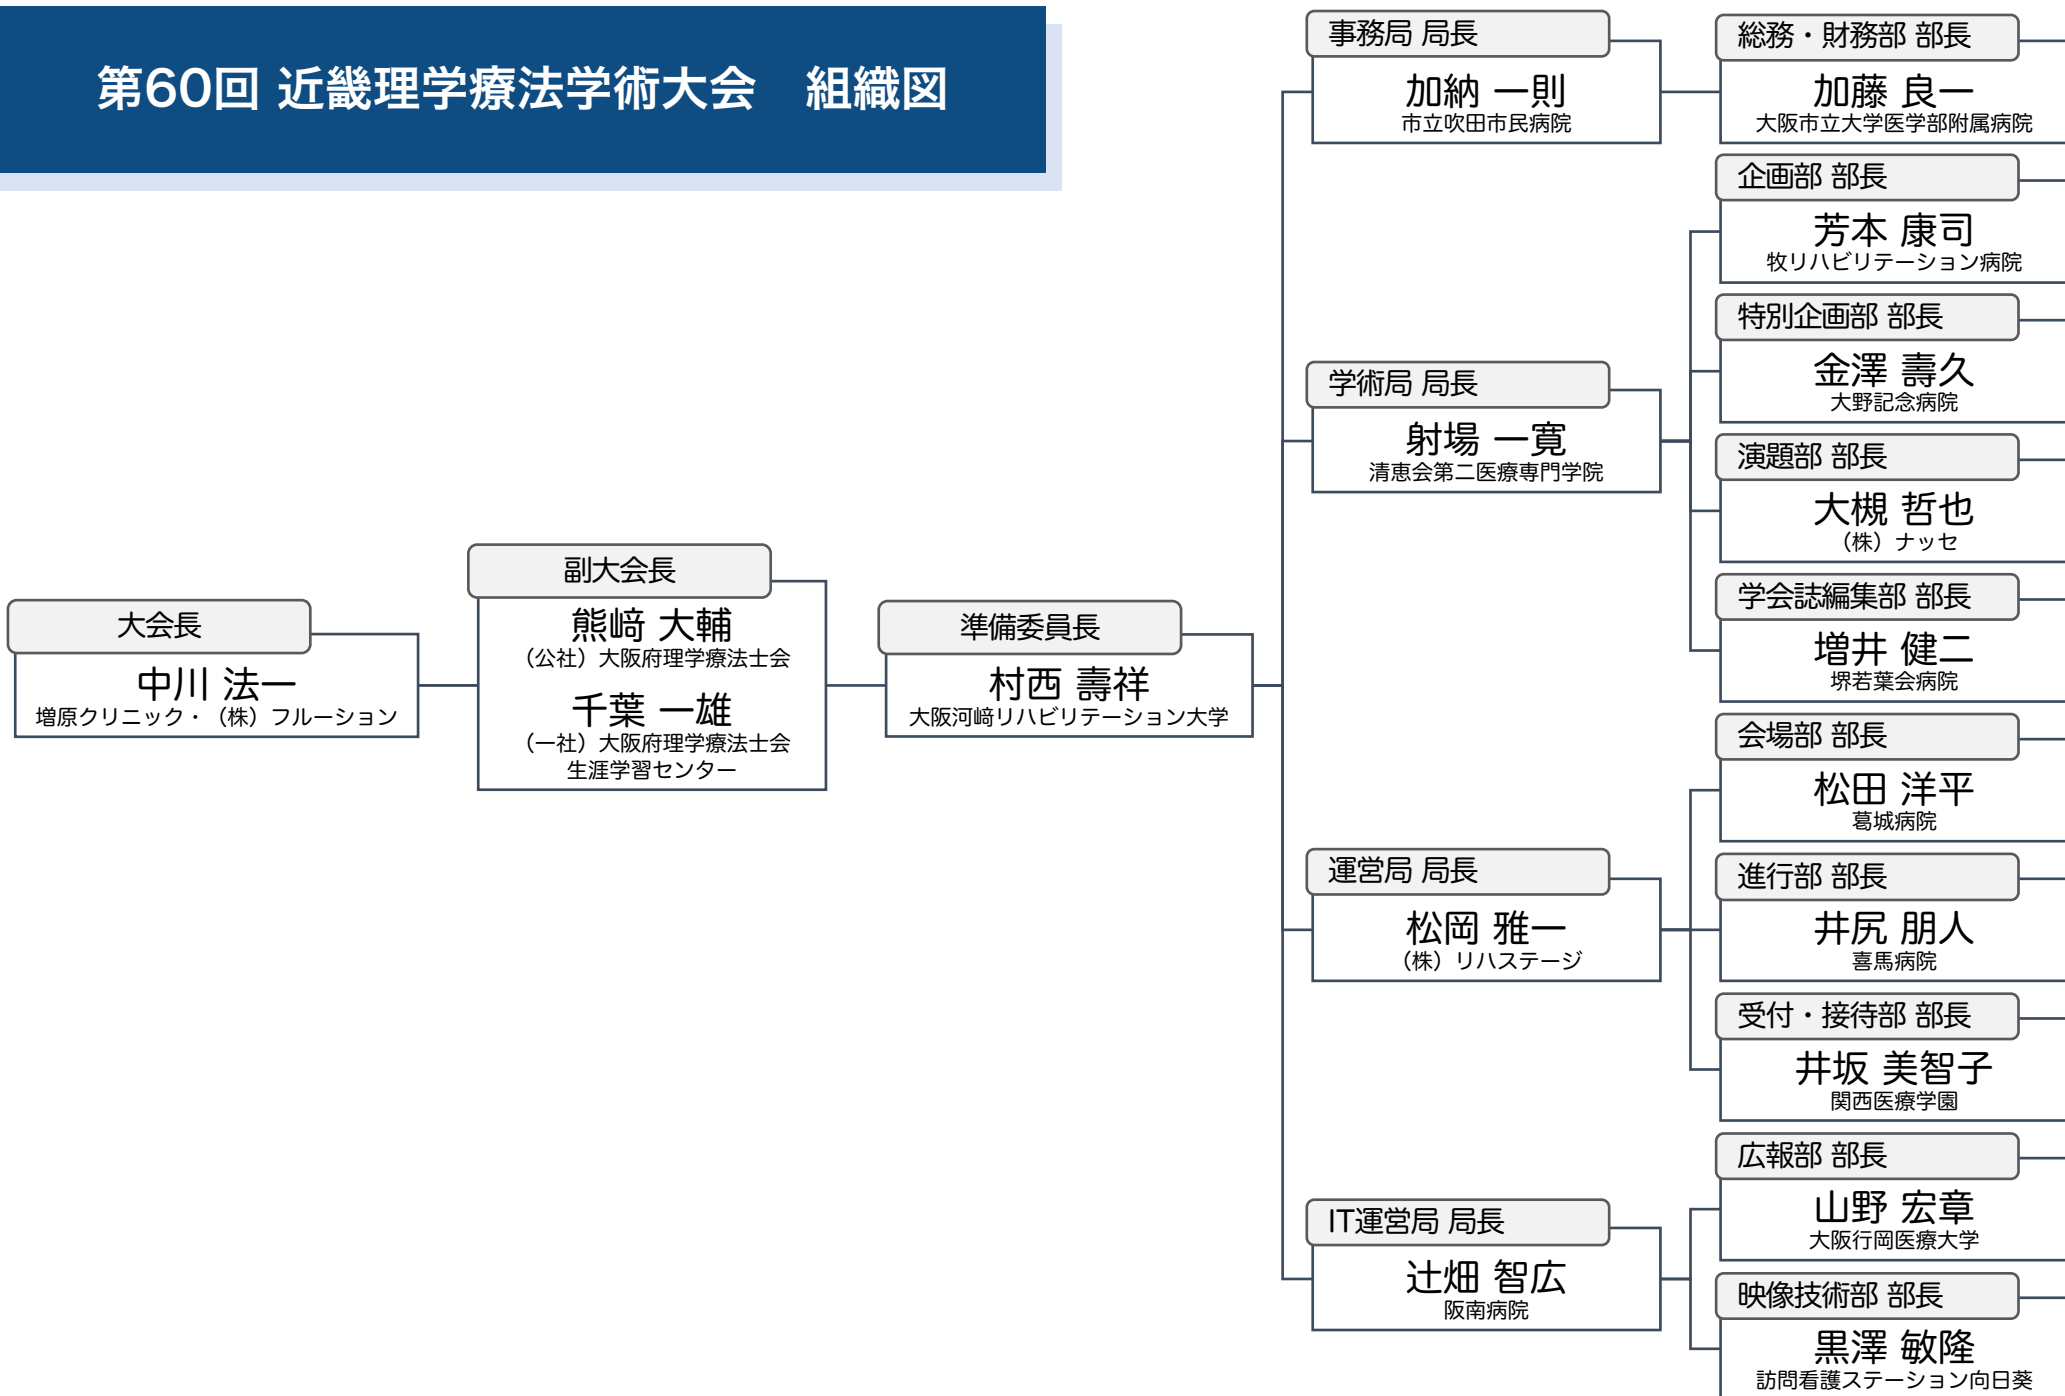 第60回 近畿理学療法学術大会　組織図
大会長
中川 法一
増原クリニック・（株）フルーション
副大会長
熊﨑 大輔
（公社）大阪府理学療法士会
千葉 一雄
（一社）大阪府理学療法士会
生涯学習センター
準備委員長
村西 壽祥
大阪河﨑リハビリテーション大学
事務局 局長
加納 一則
市立吹田市民病院
総務・財務部 部長
加藤 良一
大阪市立大学医学部附属病院
学術局 局長
射場 一寛
清恵会第二医療専門学院
企画部 部長
芳本 康司
牧リハビリテーション病院
特別企画部 部長
金澤 壽久
大野記念病院
演題部 部長
大槻 哲也
（株）ナッセ
学会誌編集部 部長
増井 健二
堺若葉会病院
運営局 局長
松岡 雅一
（株）リハステージ
会場部 部長
松田 洋平
葛城病院
進行部 部長
井尻 朋人
喜馬病院
受付・接待部 部長
井坂 美智子
関西医療学園
IT運営局 局長
辻畑 智広
阪南病院
広報部 部長
山野 宏章
大阪行岡医療大学
映像技術部 部長
黒澤 敏隆
訪問看護ステーション向日葵